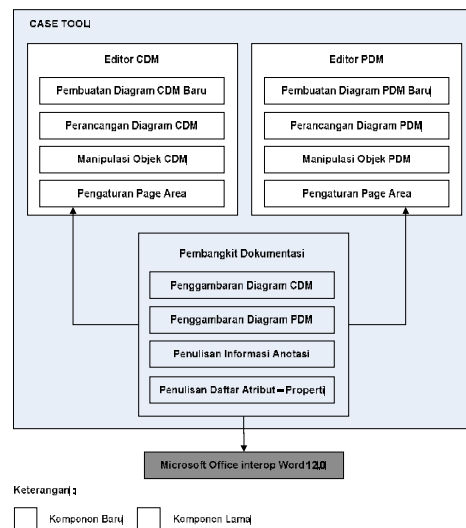 CASE TOOL
Editor CDM
Pembuatan Diagram CDM Baru
Perancangan Diagram CDM
Manipulasi Objek CDM
Pengaturan Page Area
Editor PDM
Pembuatan Diagram PDM Baru
Perancangan Diagram PDM
Manipulasi Objek PDM
Pengaturan Page Area
Pembangkit Dokumentasi
Penggambaran Diagram CDM
Penggambaran Diagram PDM
Penulisan Informasi Anotasi
Penulisan Daftar Atribut – Properti
Microsoft Office interop Word 12.0
Keterangan :
Komponen Baru Komponen Lama